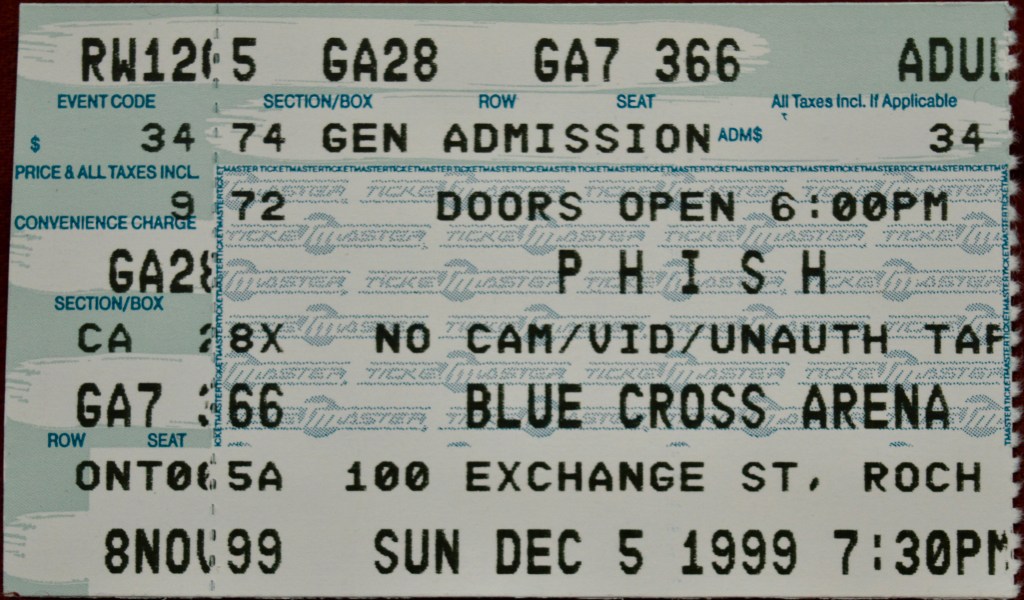 RW1205 GA28 GA7 366 ADUL
EVENT CODE SECTION/BOX ROW SEAT All Taxes Incl. If Applicable
$ 34 74 GEN ADMISSION ADM$ 34
PRICE & ALL TAXES INCL.
9 72 DOORS OPEN 6:00PM
CONVENIENCE CHARGE
GA28 PHISH
SECTION/BOX
CA 28X NO CAM/VID/UNAUTH TAP
GA7 366 BLUE CROSS ARENA
ROW SEAT
ONT065A 100 EXCHANGE ST, ROCH
8NOV99 SUN DEC 5 1999 7:30PM